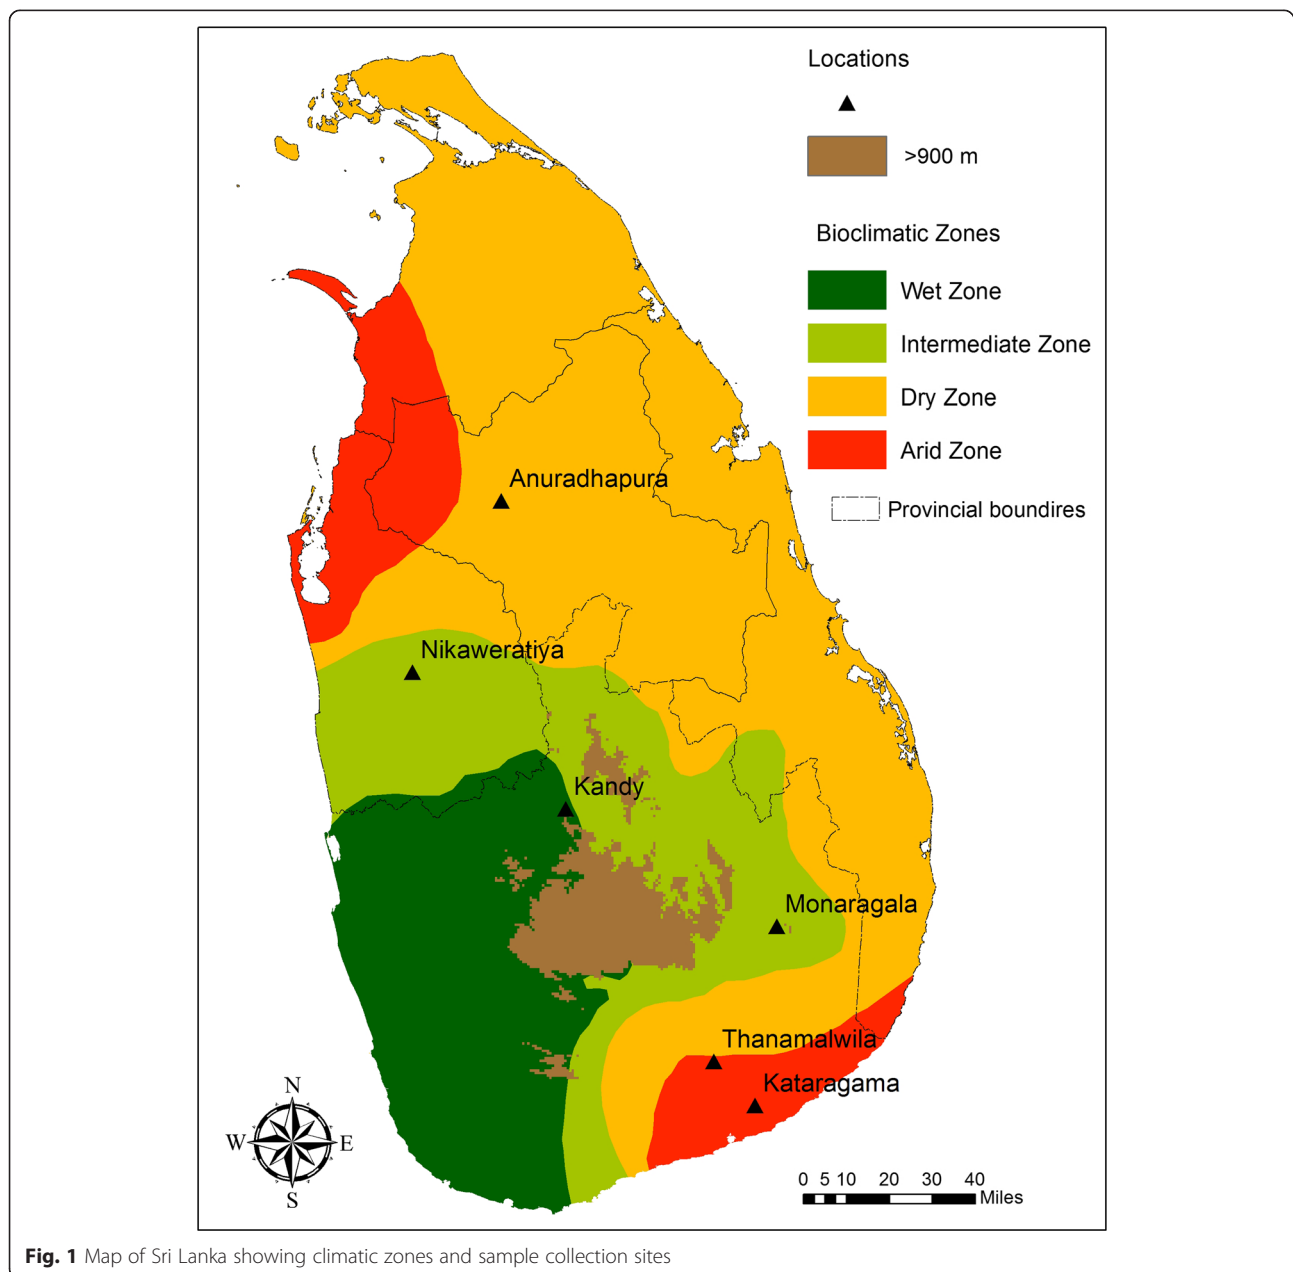 Locations
>900 m
Bioclimatic Zones
Wet Zone
Intermediate Zone
Dry Zone
Arid Zone
Provincial boundires
Anuradhapura
Nikaweratiya
Kandy
Monaragala
Thanamalwila
Kataragama
N
W E
S
0 5 10 20 30 40
Miles
Fig. 1 Map of Sri Lanka showing climatic zones and sample collection sites